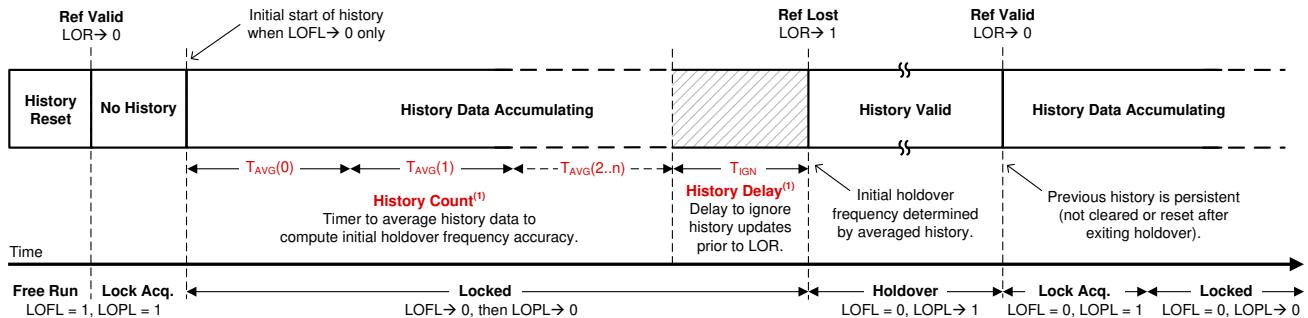 Ref Valid
LOR→ 0
Initial start of history
when LOFL→ 0 only
Ref Lost
LOR→ 1
Ref Valid
LOR→ 0
History
Reset
No History
History Data Accumulating
History Valid
History Data Accumulating
TAVG(0)
TAVG(1)
TAVG(2..n)
TIGN
History Count(1)
Timer to average history data to
compute initial holdover frequency accuracy.
History Delay(1)
Delay to ignore
history updates
prior to LOR.
Initial holdover
frequency determined
by averaged history.
Previous history is persistent
(not cleared or reset after
exiting holdover).
Time
Free Run
Lock Acq.
LOFL = 1, LOPL = 1
Locked
LOFL→ 0, then LOPL→ 0
Holdover
LOFL = 0, LOPL→ 1
Lock Acq.
LOFL = 0, LOPL = 1
Locked
LOFL = 0, LOPL→ 0